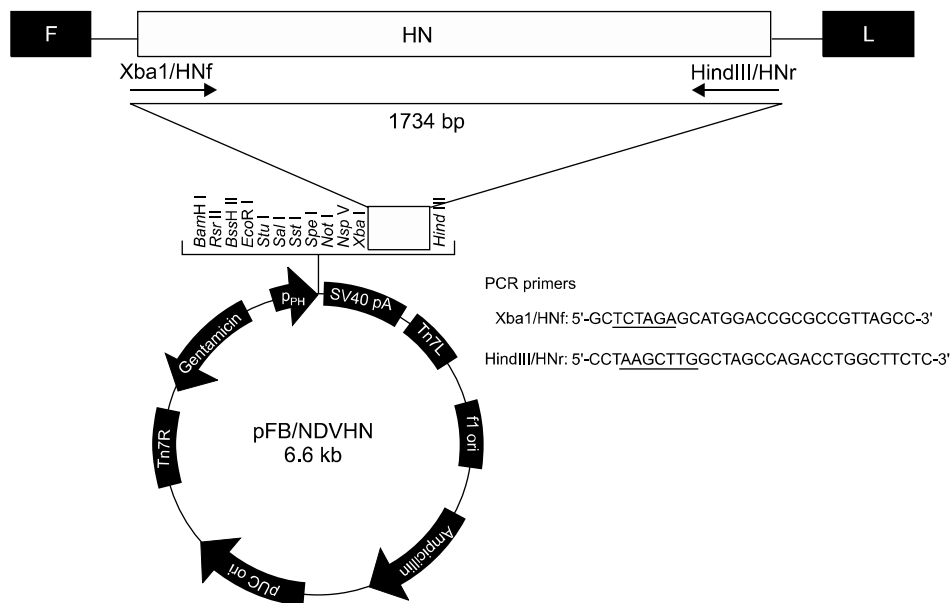 F
HN
L
Xba1/HNf
HindIII/HNr
1734 bp
BamH I
Rsr II
BssH II
EcoR I
Stu I
Sal I
Sst I
Spe I
Not I
Nsp V
Xba I
Hind III
PCR primers
Xba1/HNf: 5'-GCTCTAGAGCATGGACCGCGCCGTTAGCC-3'
HindIII/HNr: 5'-CCTAAGCTTGGCTAGCCAGACCTGGCTTCTC-3'
pPH
SV40 pA
Tn7L
f1 ori
Ampicillin
pUC ori
Tn7R
Gentamicin
pFB/NDVHN
6.6 kb